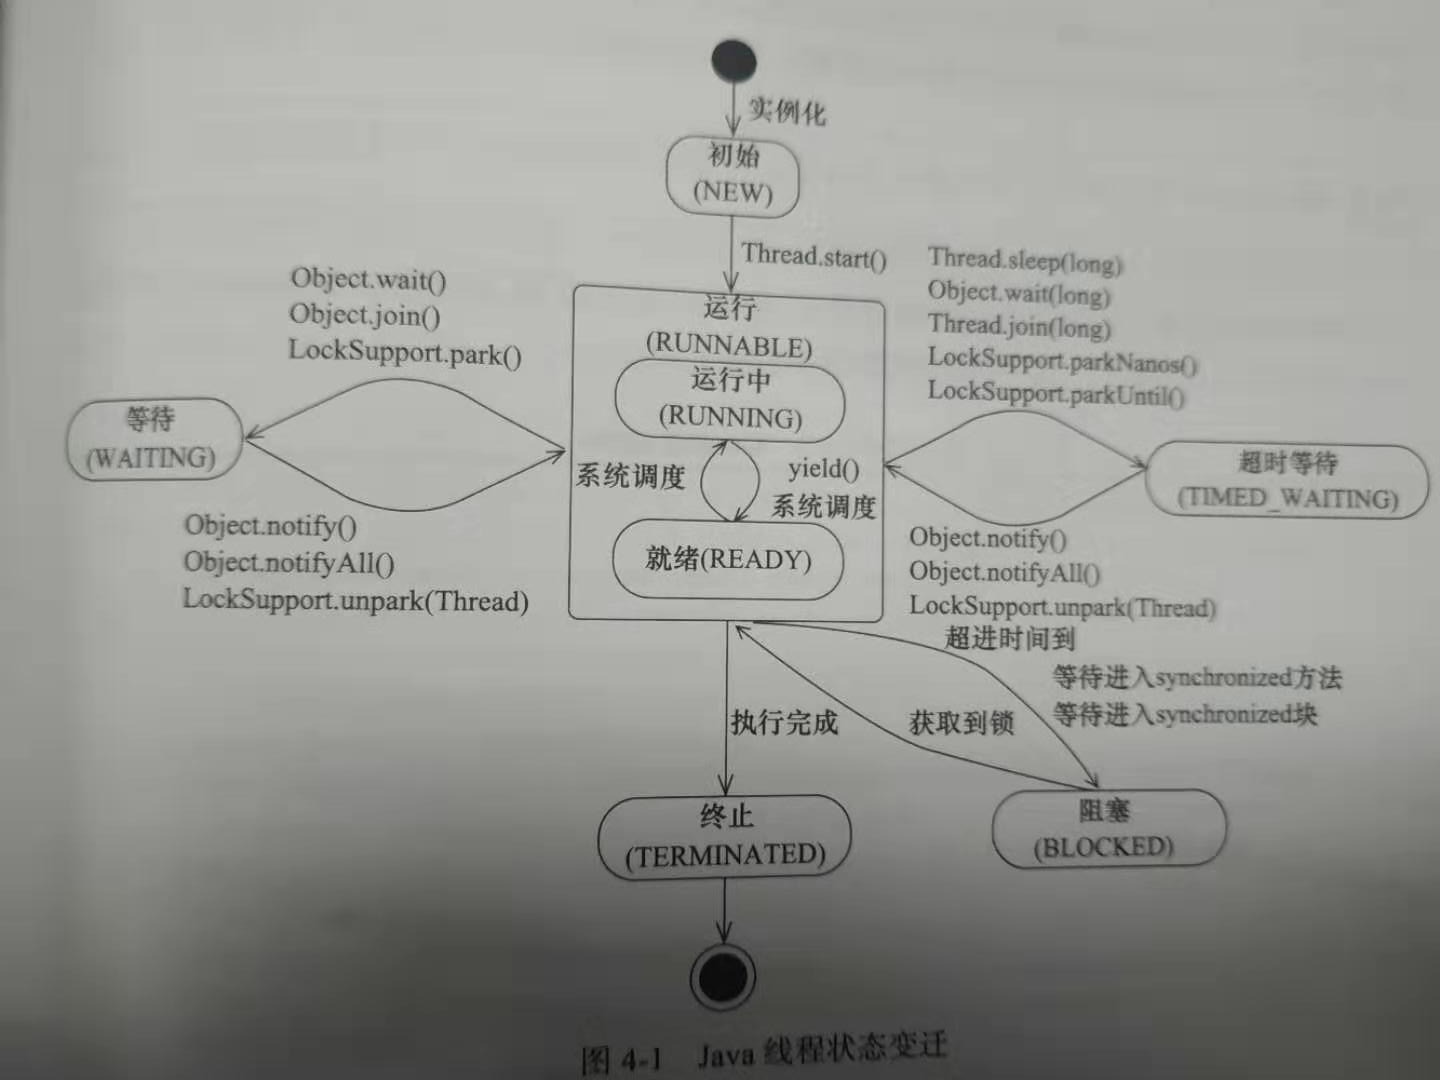 实例化
初始
(NEW)
Thread.start()
Object.wait()
Object.join()
LockSupport.park()
Thread.sleep(long)
Object.wait(long)
Thread.join(long)
LockSupport.parkNanos()
LockSupport.parkUntil()
运行
(RUNNABLE)
运行中
(RUNNING)
等待
(WAITING)
系统调度
yield()
系统调度
超时等待
(TIMED_WAITING)
就绪(READY)
Object.notify()
Object.notifyAll()
LockSupport.unpark(Thread)
Object.notify()
Object.notifyAll()
LockSupport.unpark(Thread)
超进时间到
等待进入synchronized方法
等待进入synchronized块
执行完成
获取到锁
终止
(TERMINATED)
阻塞
(BLOCKED)
图 4-1 Java 线程状态变迁